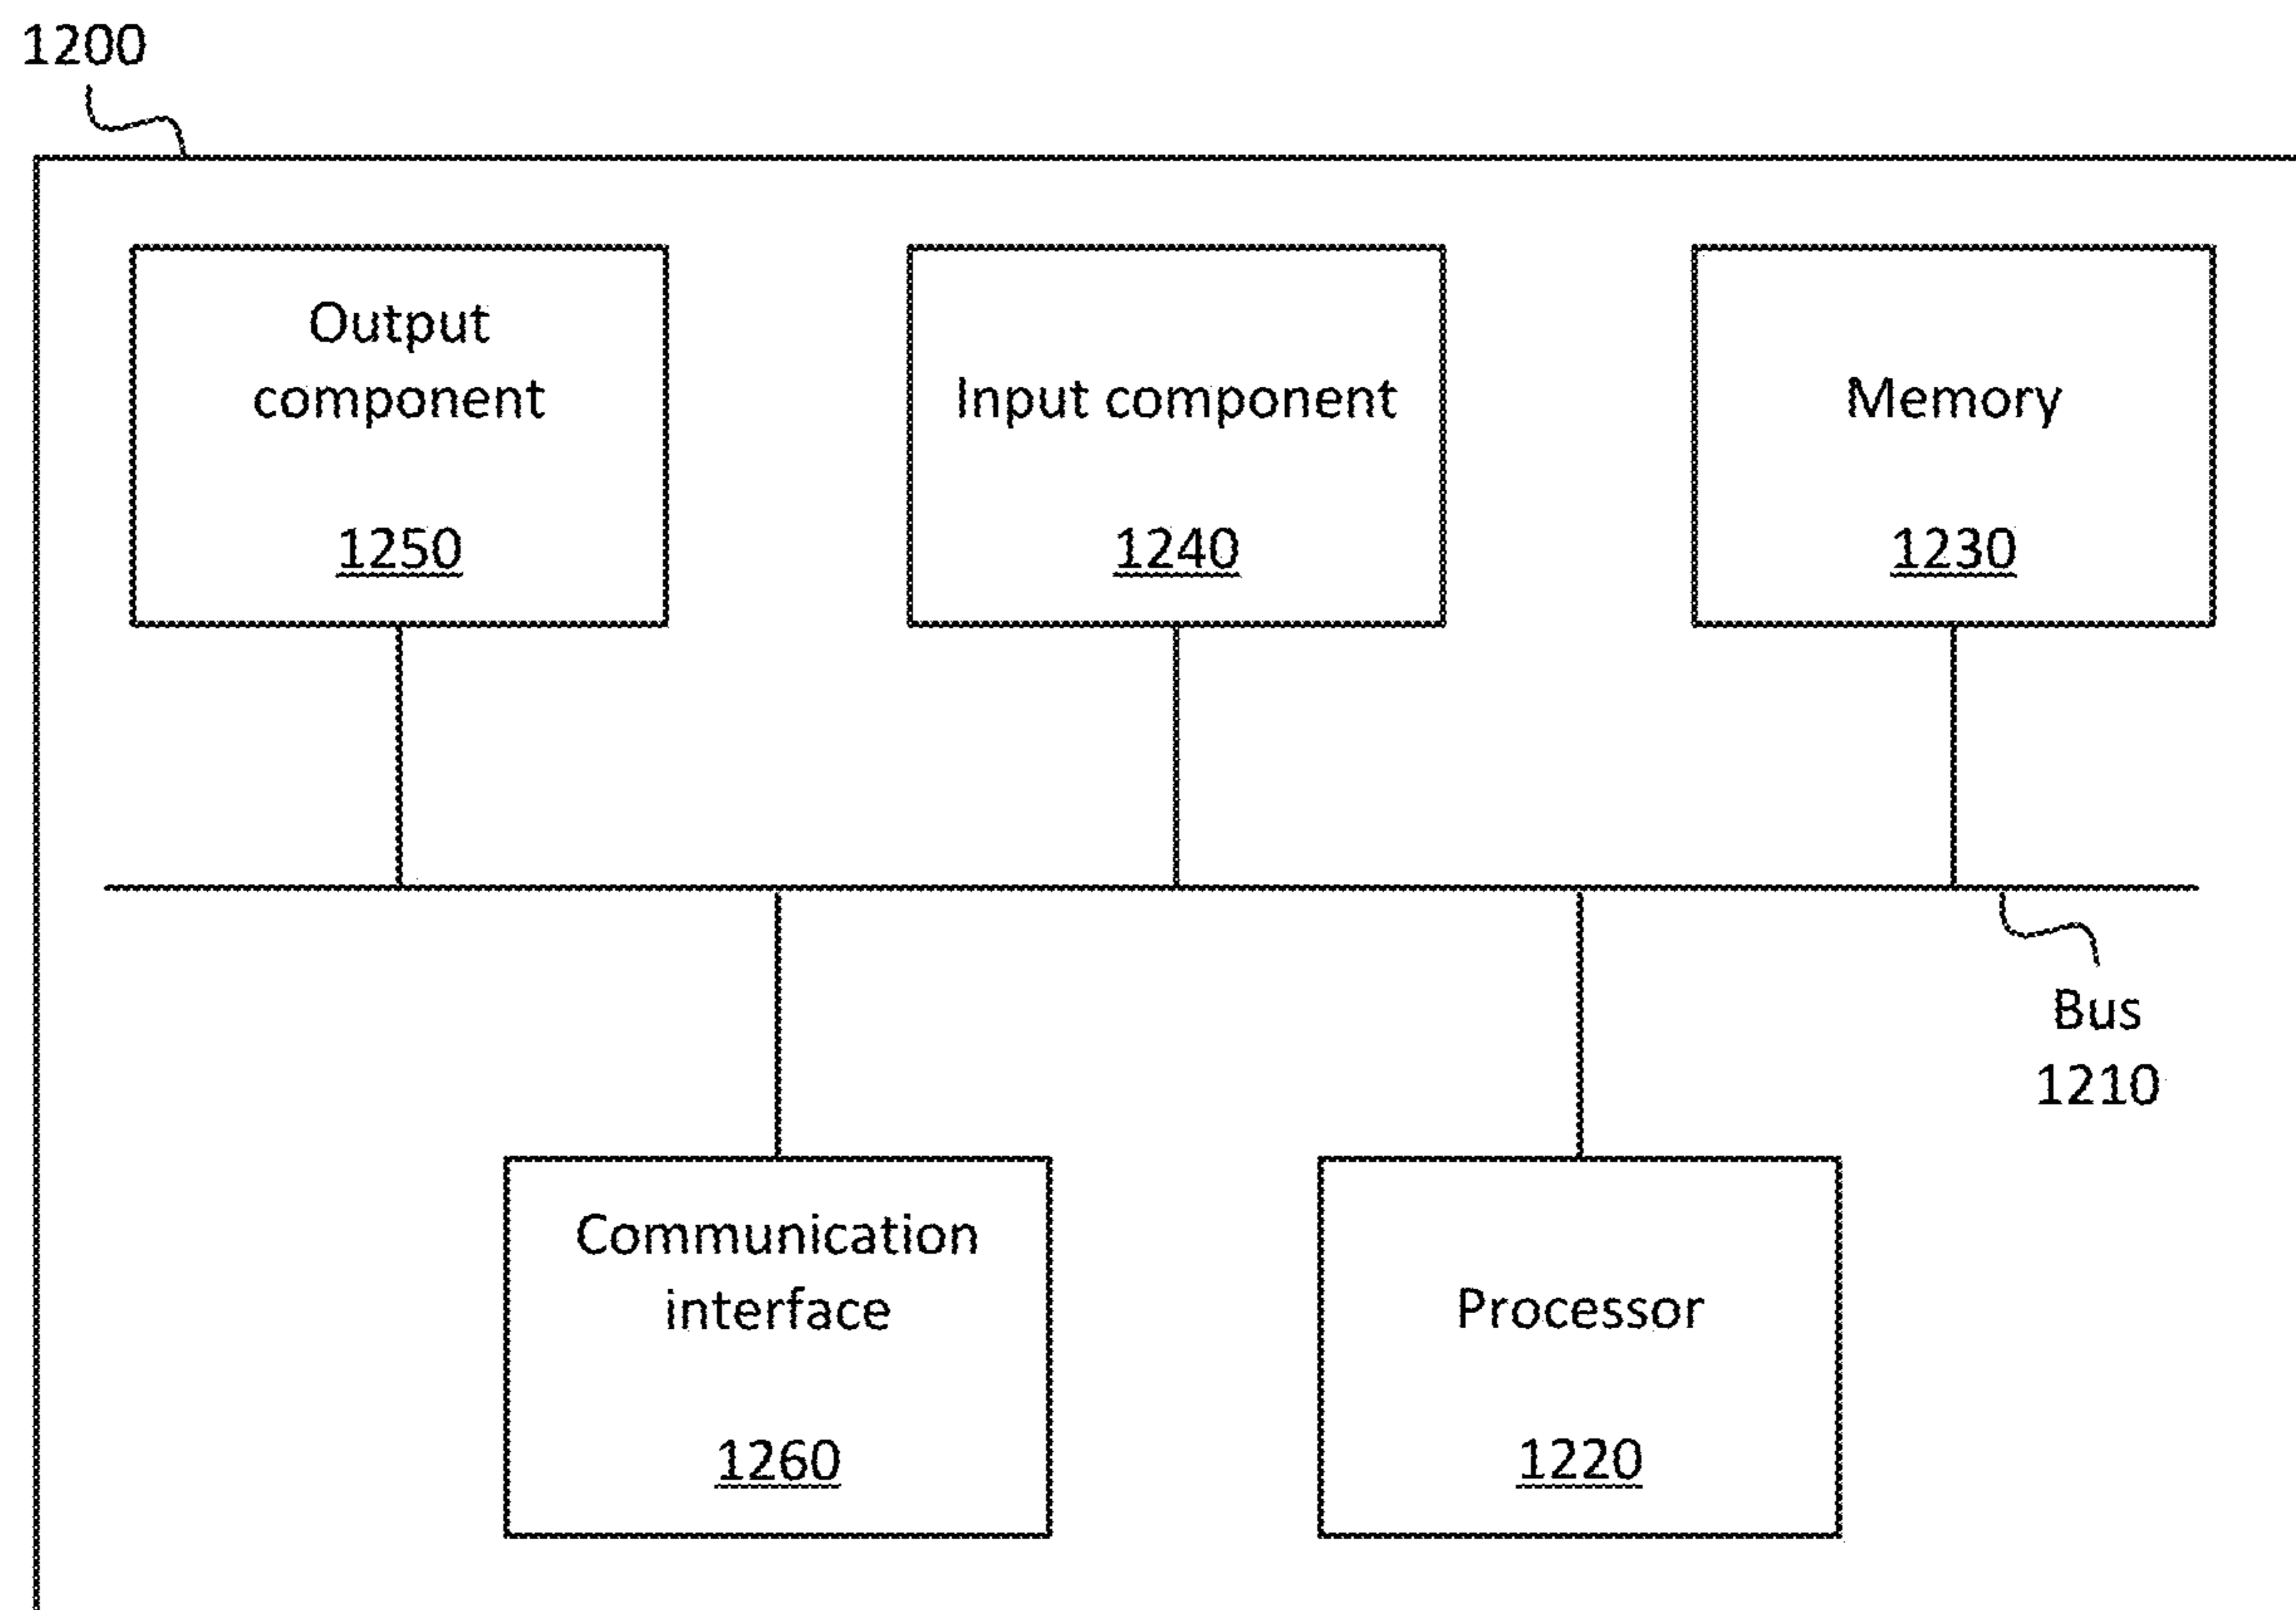 1200
Output
component
1250
Input component
1240
Memory
1230
Bus
1210
Communication
interface
1260
Processor
1220